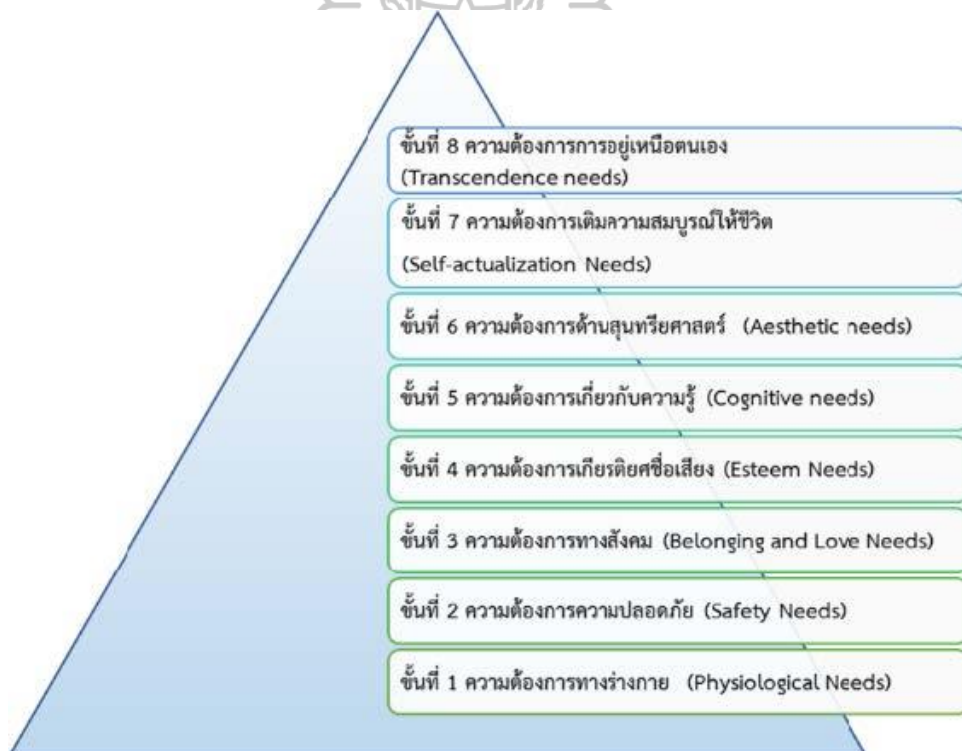 ขั้นที่ 8 ความต้องการการอยู่เหนือตนเอง
(Transcendence needs)
ขั้นที่ 7 ความต้องการเติมความสมบูรณ์ให้ชีวิต
(Self-actualization Needs)
ขั้นที่ 6 ความต้องการด้านสุนทรียศาสตร์ (Aesthetic needs)
ขั้นที่ 5 ความต้องการเกี่ยวกับความรู้ (Cognitive needs)
ขั้นที่ 4 ความต้องการเกียรติยศชื่อเสียง (Esteem Needs)
ขั้นที่ 3 ความต้องการทางสังคม (Belonging and Love Needs)
ขั้นที่ 2 ความต้องการความปลอดภัย (Safety Needs)
ขั้นที่ 1 ความต้องการทางร่างกาย (Physiological Needs)